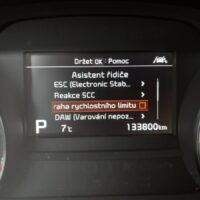 Držet OK : Pomoc
Asistent řidiče
ESC (Electronic Stab...
Reakce SCC
raha rychlostního limitu
DAW (Varování nepoz...
P 7°C 133800km